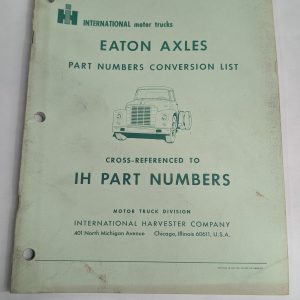 INTERNATIONAL motor trucks
EATON AXLES
PART NUMBERS CONVERSION LIST
CROSS-REFERENCED TO
IH PART NUMBERS
MOTOR TRUCK DIVISION
INTERNATIONAL HARVESTER COMPANY
401 North Michigan Avenue Chicago, Illinois 60611, U.S.A.